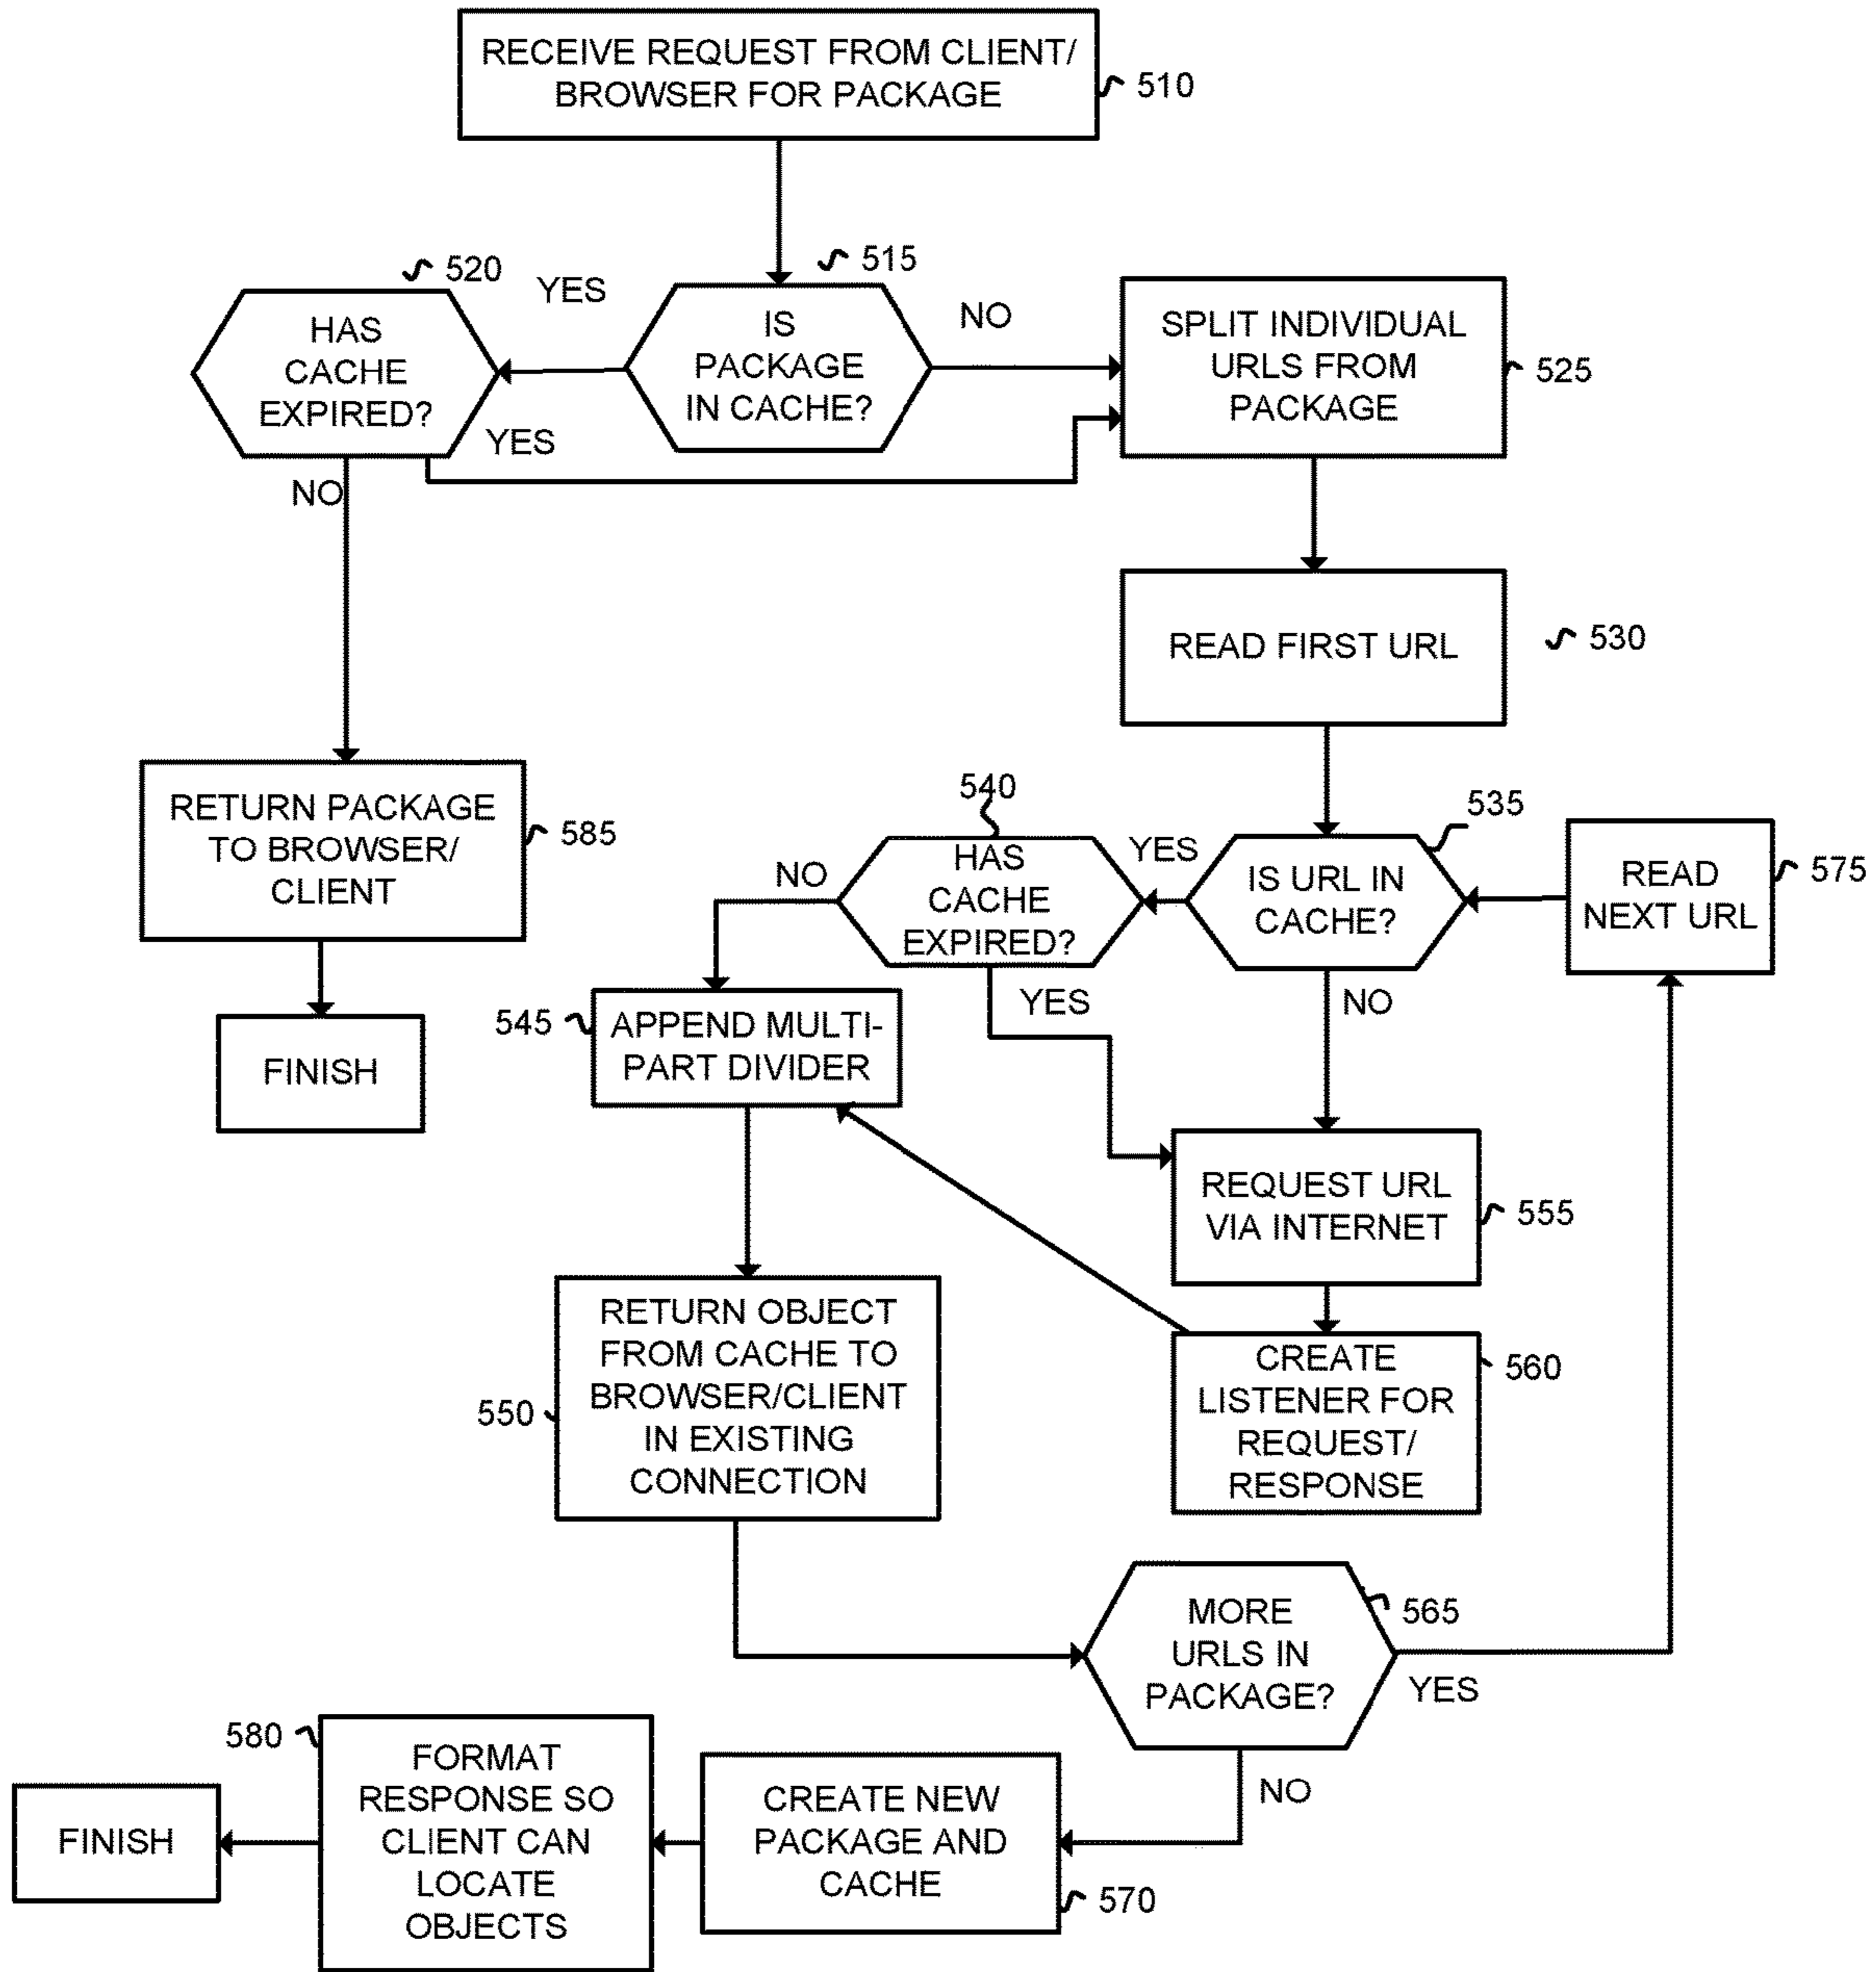 RECEIVE REQUEST FROM CLIENT/
BROWSER FOR PACKAGE
510
515
520
YES
NO
HAS
CACHE
EXPIRED?
IS
PACKAGE
IN CACHE?
SPLIT INDIVIDUAL
URLS FROM
PACKAGE
525
YES
NO
READ FIRST URL
530
RETURN PACKAGE
TO BROWSER/
CLIENT
585
FINISH
540
535
NO
HAS
CACHE
EXPIRED?
YES
IS URL IN
CACHE?
READ
NEXT URL
575
YES
NO
545
APPEND MULTI-
PART DIVIDER
REQUEST URL
VIA INTERNET
555
550
RETURN OBJECT
FROM CACHE TO
BROWSER/CLIENT
IN EXISTING
CONNECTION
CREATE
LISTENER FOR
REQUEST/
RESPONSE
560
MORE
URLS IN
PACKAGE?
565
YES
NO
580
FORMAT
RESPONSE SO
CLIENT CAN
LOCATE
OBJECTS
CREATE NEW
PACKAGE AND
CACHE
570
FINISH